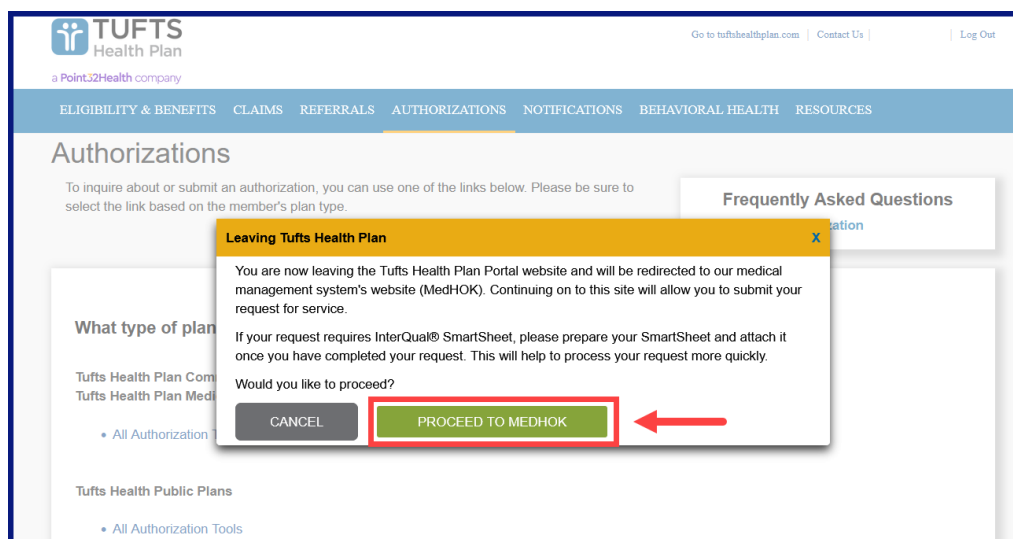 TUFTS
Health Plan
a Point32Health company
Go to tuftshealthplan.com | Contact Us | | Log Out
ELIGIBILITY & BENEFITS CLAIMS REFERRALS AUTHORIZATIONS NOTIFICATIONS BEHAVIORAL HEALTH RESOURCES
Authorizations
To inquire about or submit an authorization, you can use one of the links below. Please be sure to
select the link based on the member's plan type.
Frequently Asked Questions
Leaving Tufts Health Plan X
You are now leaving the Tufts Health Plan Portal website and will be redirected to our medical
management system's website (MedHOK). Continuing on to this site will allow you to submit your
request for service.
If your request requires InterQual® SmartSheet, please prepare your SmartSheet and attach it
once you have completed your request. This will help to process your request more quickly.
Would you like to proceed?
CANCEL PROCEED TO MEDHOK
What type of plan
Tufts Health Plan
Tufts Health Plan
• All Authorization
Tufts Health Public Plans
• All Authorization Tools